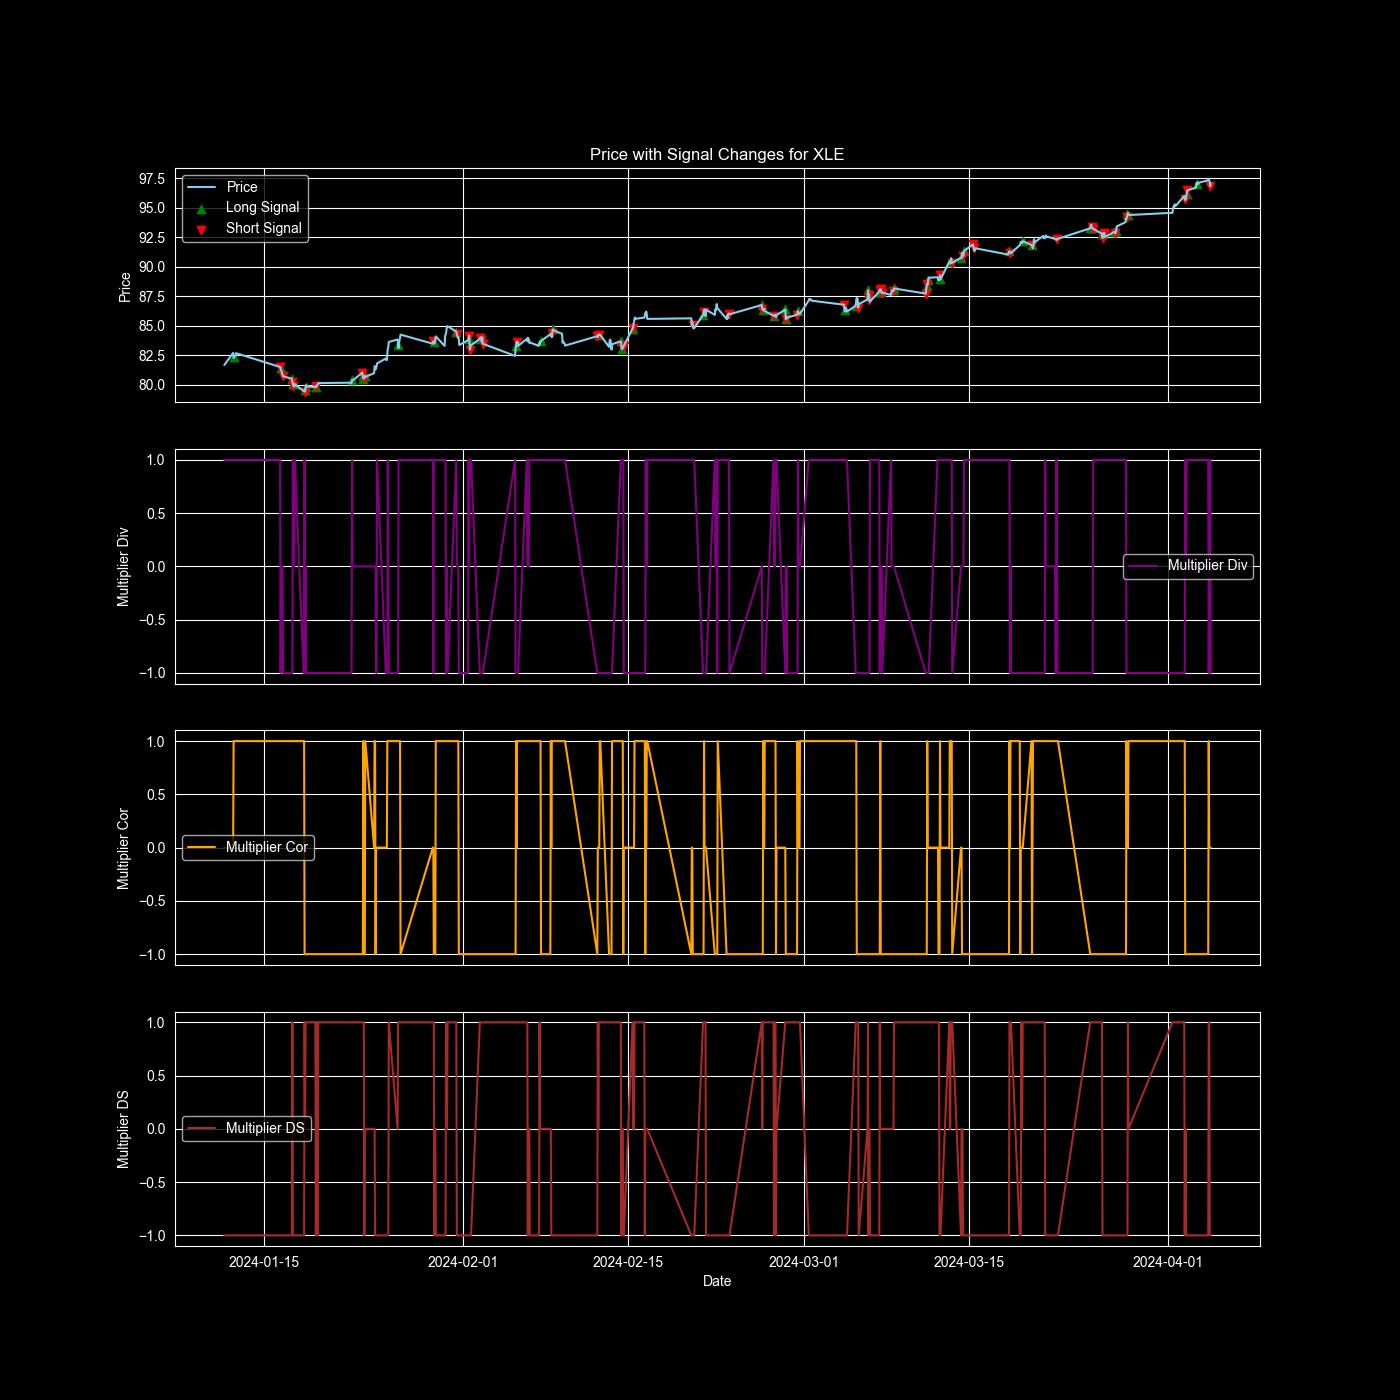 Price with Signal Changes for XLE
97.5
95.0
92.5
90.0
87.5
85.0
82.5
80.0
Price
Price
Long Signal
Short Signal
1.0
0.5
0.0
−0.5
−1.0
Multiplier Div
Multiplier Div
1.0
0.5
0.0
−0.5
−1.0
Multiplier Cor
Multiplier Cor
1.0
0.5
0.0
−0.5
−1.0
Multiplier DS
Multiplier DS
2024-01-15 2024-02-01 2024-02-15 2024-03-01 2024-03-15 2024-04-01
Date